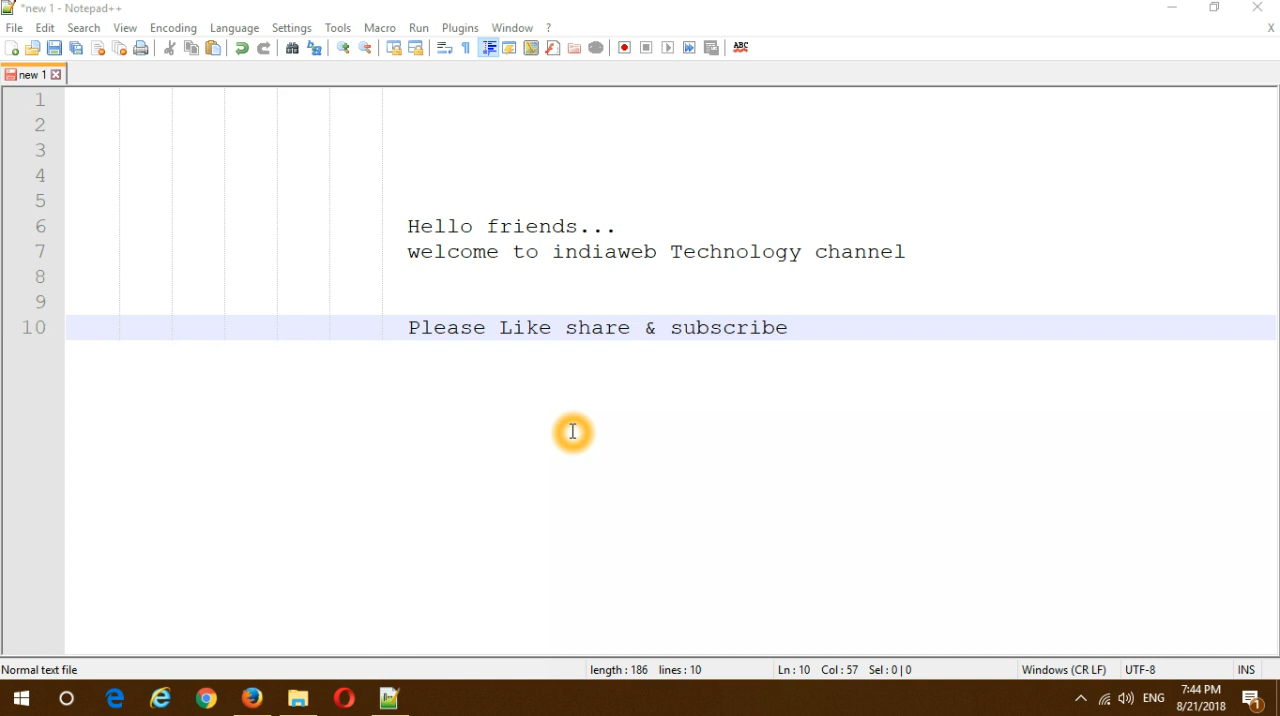 *new 1 - Notepad++
File Edit Search View Encoding Language Settings Tools Macro Run Plugins Window ? X
ABC
new 1
1
2
3
4
5
6 Hello friends...
7 welcome to indiaweb Technology channel
8
9
10 Please Like share & subscribe
Normal text file length : 186 lines : 10 Ln : 10 Col : 57 Sel : 0 | 0 Windows (CR LF) UTF-8 INS
ENG 7:44 PM
8/21/2018
1